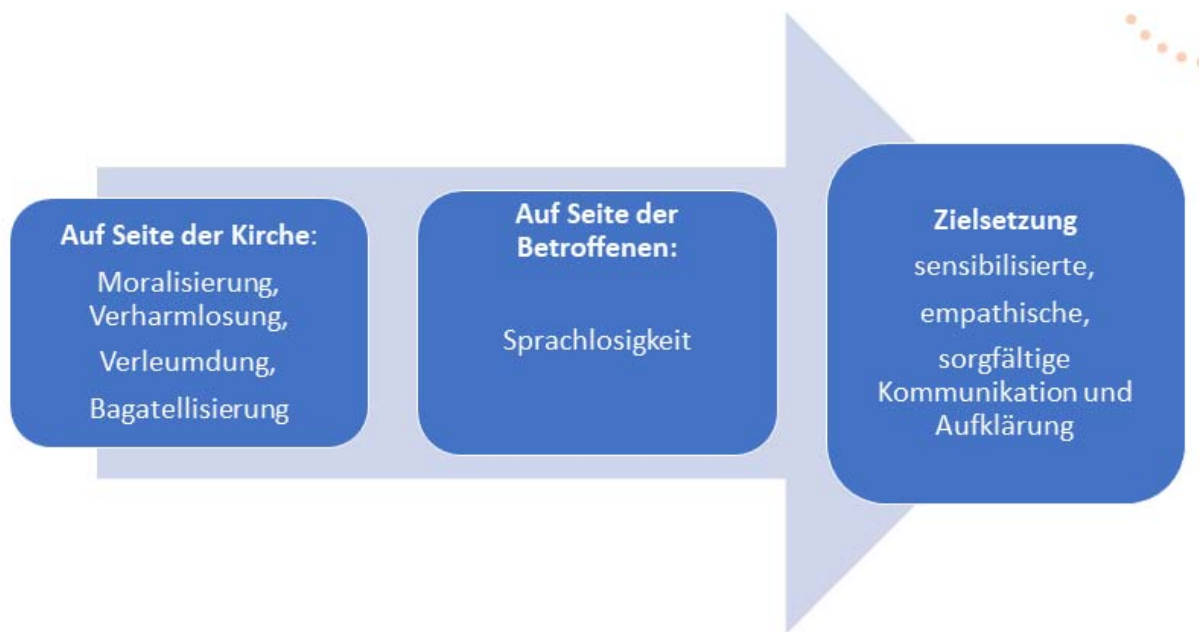 Auf Seite der Kirche:
Moralisierung,
Verharmlosung,
Verleumdung,
Bagatellisierung
Auf Seite der
Betroffenen:
Sprachlosigkeit
Zielsetzung
sensibilisierte,
empathische,
sorgfältige
Kommunikation und
Aufklärung